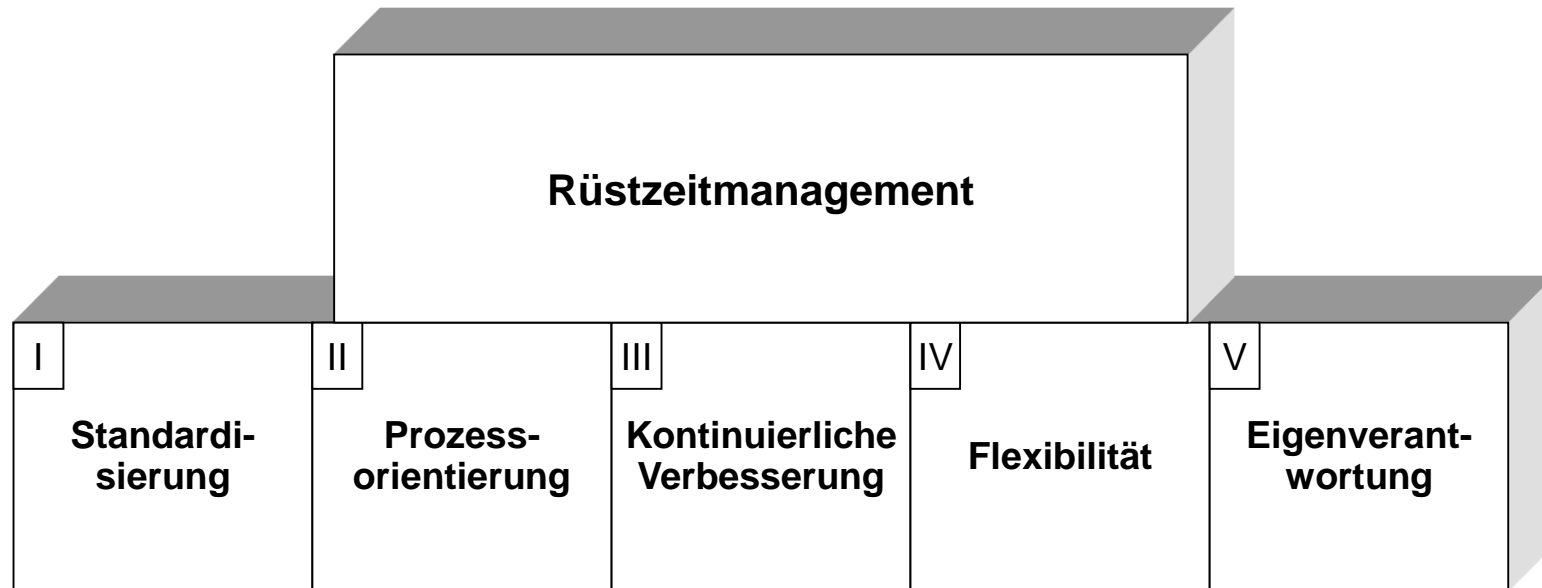 Rüstzeitmanagement
I
II
III
IV
V
Standardi-
sierung
Prozess-
orientierung
Kontinuierliche
Verbesserung
Flexibilität
Eigenverant-
wortung